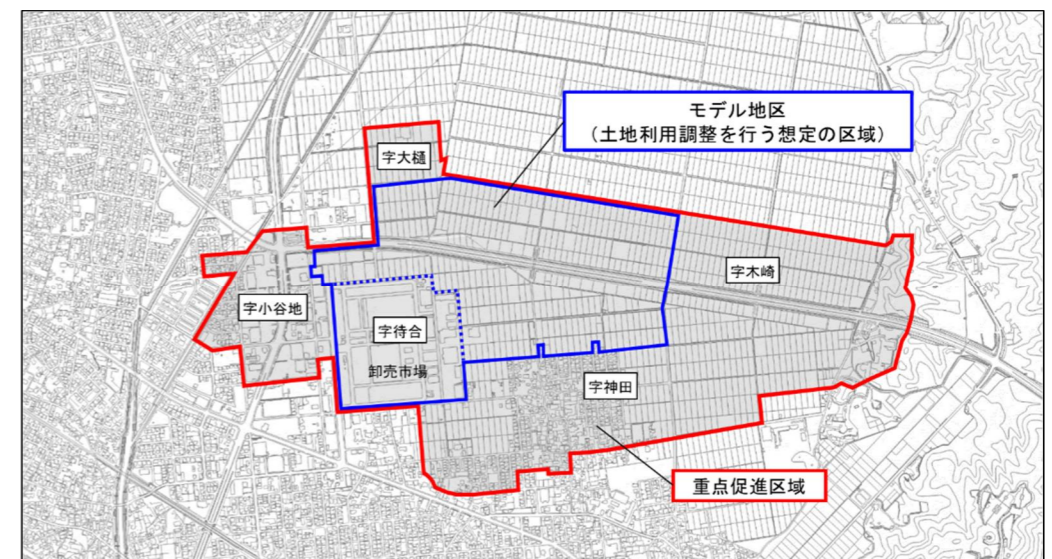 モデル地区
（土地利用調整を行う想定の区域）
字大樋
字木崎
字小谷地
字待合
卸売市場
字神田
重点促進区域